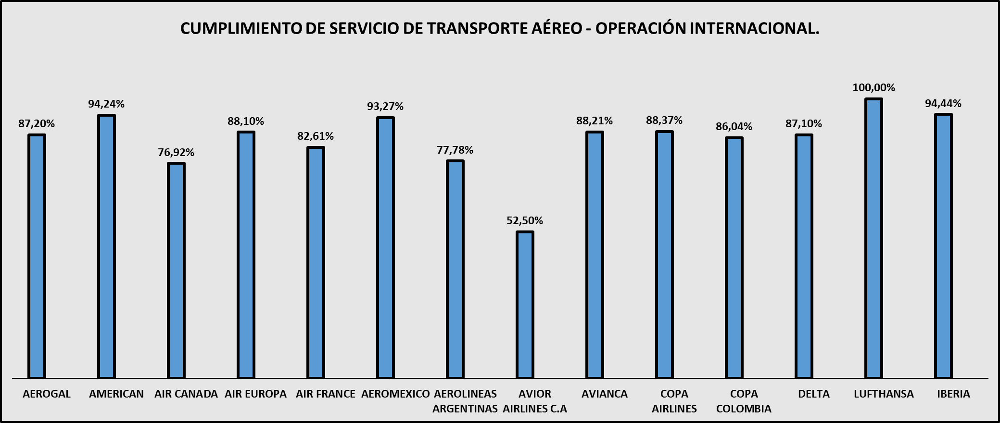 CUMPLIMIENTO DE SERVICIO DE TRANSPORTE AÉREO - OPERACIÓN INTERNACIONAL.
87,20%
94,24%
76,92%
88,10%
82,61%
93,27%
77,78%
52,50%
88,21%
88,37%
86,04%
87,10%
100,00%
94,44%
AEROGAL
AMERICAN
AIR CANADA
AIR EUROPA
AIR FRANCE
AEROMEXICO
AEROLINEAS
ARGENTINAS
AVIOR
AIRLINES C.A
AVIANCA
COPA
AIRLINES
COPA
COLOMBIA
DELTA
LUFTHANSA
IBERIA